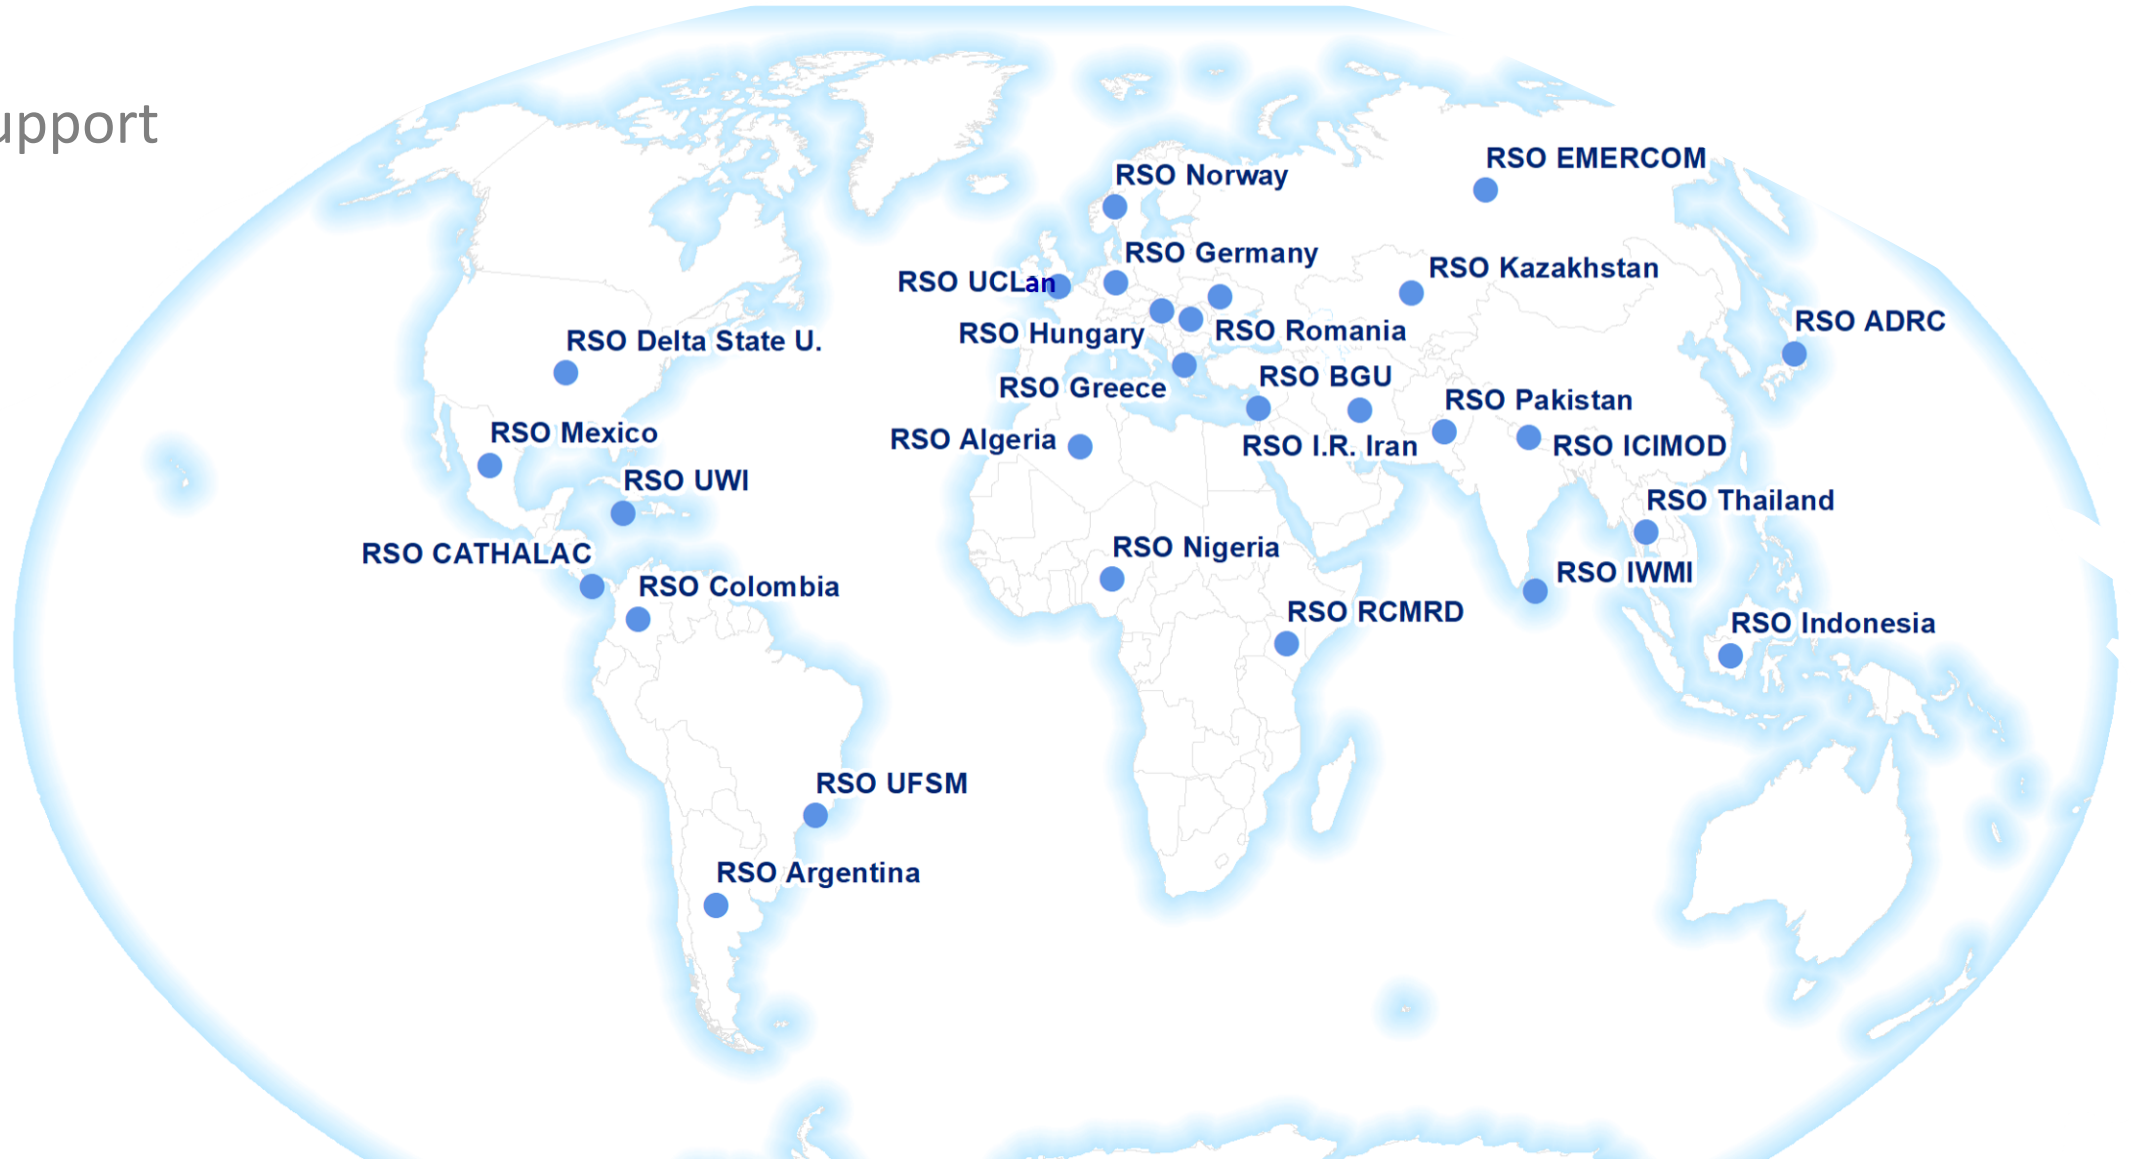 upport
RSO EMERCOM
RSO Norway
RSO Germany
RSO Kazakhstan
RSO UCLan
RSO ADRC
RSO Hungary
RSO Romania
RSO Delta State U.
RSO BGU
RSO Greece
RSO Pakistan
RSO Mexico
RSO Algeria
RSO I.R. Iran
RSO ICIMOD
RSO UWI
RSO Thailand
RSO CATHALAC
RSO Nigeria
RSO IWMI
RSO Colombia
RSO RCMRD
RSO Indonesia
RSO UFSM
RSO Argentina